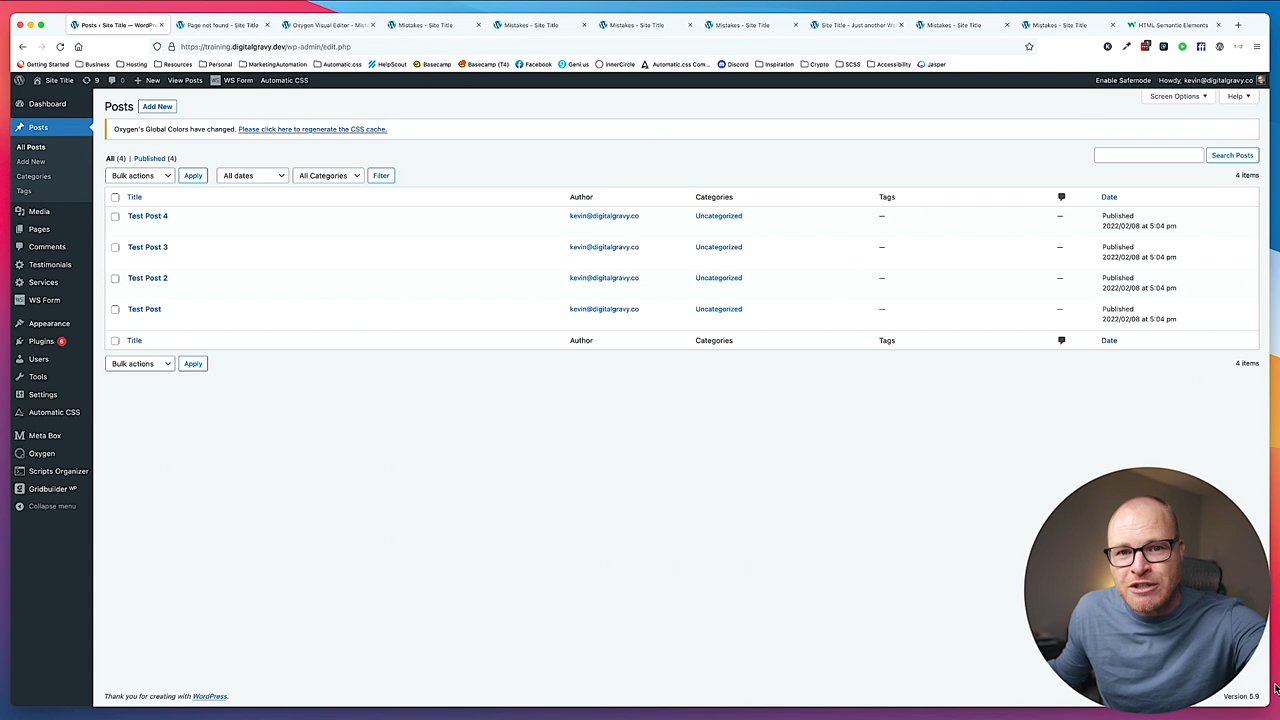 Posts ‹ Site Title — WordPr
Page not found - Site Title
Oxygen Visual Editor - Mistakes
Mistakes - Site Title
Mistakes - Site Title
Mistakes - Site Title
Mistakes - Site Title
Site Title - Just another W
Mistakes - Site Title
Mistakes - Site Title
HTML Semantic Elements
https://training.digitalgravy.dev/wp-admin/edit.php
Getting Started Business Hosting Resources Personal MarketingAutomation Automatic.css HelpScout Basecamp Basecamp (T4) Facebook Geni.us InnerCircle Automatic.css Com... Discord Inspiration Crypto SCSS Accessibility Jasper
Site Title 9 0 New View Posts WS Form Automatic CSS Enable Safemode Howdy, kevin@digitalgravy.co
Screen Options Help
Dashboard
Posts
All Posts
Add New
Categories
Tags
Media
Pages
Comments
Testimonials
Services
WS Form
Appearance
Plugins 6
Users
Tools
Settings
Automatic CSS
Meta Box
Oxygen
Scripts Organizer
Gridbuilder WP
Collapse menu
Posts Add New
Oxygen's Global Colors have changed. Please click here to regenerate the CSS cache.
All (4) | Published (4)
Search Posts
Bulk actions Apply All dates All Categories Filter
4 items
Title Author Categories Tags Date
Test Post 4 kevin@digitalgravy.co Uncategorized — — Published
2022/02/08 at 5:04 pm
Test Post 3 kevin@digitalgravy.co Uncategorized — — Published
2022/02/08 at 5:04 pm
Test Post 2 kevin@digitalgravy.co Uncategorized — — Published
2022/02/08 at 5:04 pm
Test Post kevin@digitalgravy.co Uncategorized — — Published
2022/02/08 at 5:04 pm
Title Author Categories Tags Date
Bulk actions Apply
4 items
Thank you for creating with WordPress.
Version 5.9